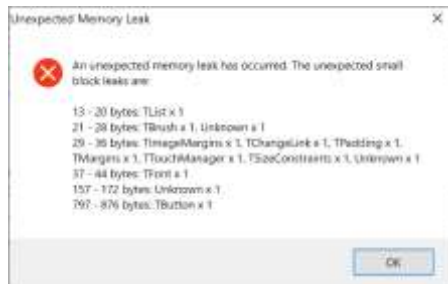 Unexpected Memory Leak
An unexpected memory leak has occurred. The unexpected small
block leaks are:
13 - 20 bytes: TList x 1
21 - 28 bytes: TBrush x 1, Unknown x 1
29 - 36 bytes: TImageMargins x 1, TChangeLink x 1, TPadding x 1,
TMargins x 1, TTouchManager x 1, TSizeConstraints x 1, Unknown x 1
37 - 44 bytes: TFont x 1
157 - 172 bytes: Unknown x 1
797 - 876 bytes: TButton x 1
OK